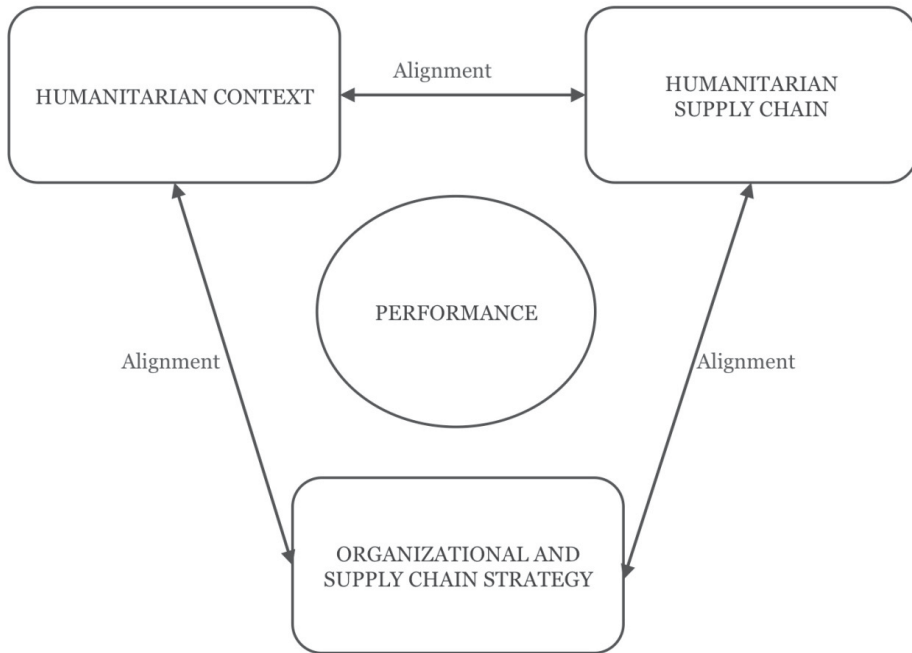 Alignment
HUMANITARIAN CONTEXT
HUMANITARIAN
SUPPLY CHAIN
PERFORMANCE
Alignment
Alignment
ORGANIZATIONAL AND
SUPPLY CHAIN STRATEGY